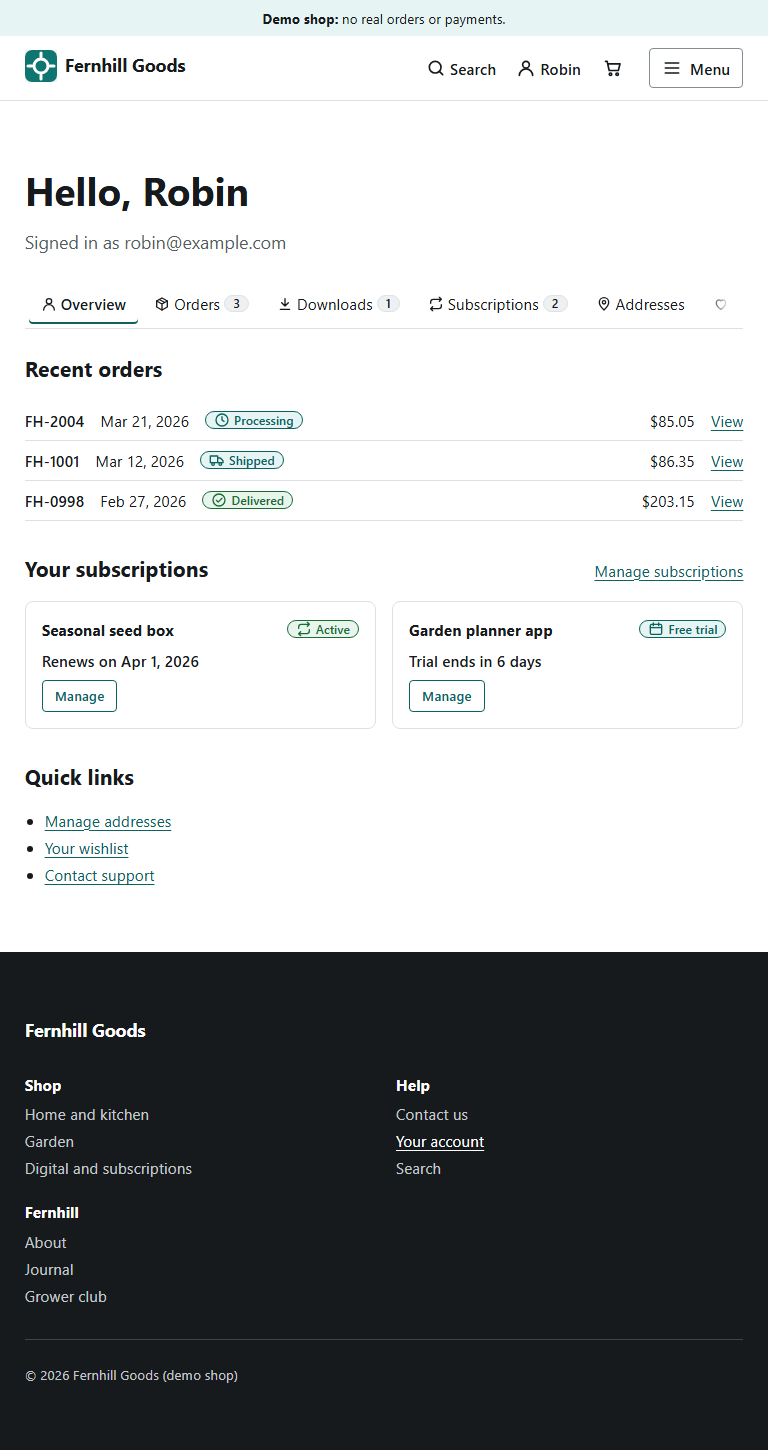 Demo shop: no real orders or payments.
Fernhill Goods
Search
Robin
Menu
Hello, Robin
Signed in as robin@example.com
Overview
Orders 3
Downloads 1
Subscriptions 2
Addresses
Recent orders
FH-2004 Mar 21, 2026 Processing $85.05 View
FH-1001 Mar 12, 2026 Shipped $86.35 View
FH-0998 Feb 27, 2026 Delivered $203.15 View
Your subscriptions
Manage subscriptions
Seasonal seed box Active
Renews on Apr 1, 2026
Manage
Garden planner app Free trial
Trial ends in 6 days
Manage
Quick links
Manage addresses
Your wishlist
Contact support
Fernhill Goods
Shop
Home and kitchen
Garden
Digital and subscriptions
Help
Contact us
Your account
Search
Fernhill
About
Journal
Grower club
© 2026 Fernhill Goods (demo shop)